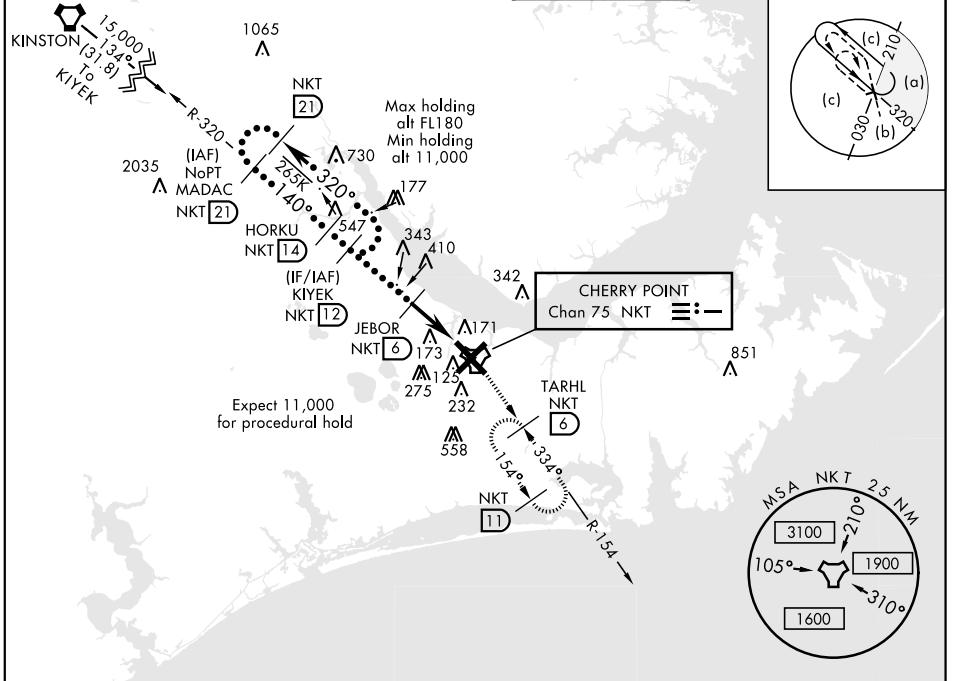 KINSTON
15,000
134°
(31.8)
To
KIYEK
1065
R-320
NKT
21
Max holding
alt FL180
Min holding
alt 11,000
2035
(IAF)
NoPT
MADAC
NKT 21
730
320°
265K
140°
177
547
HORKU
NKT 14
343
410
(IF/IAF)
KIYEK
NKT 12
342
CHERRY POINT
Chan 75 NKT
JEBOR
NKT 6
171
173
125
275
232
851
Expect 11,000
for procedural hold
558
TARHL
NKT
6
154°
334°
NKT
11
R-154
(c)
210
(a)
(c)
320
030
(b)
MSA NKT 25 NM
3100
210°
105°
1900
310°
1600